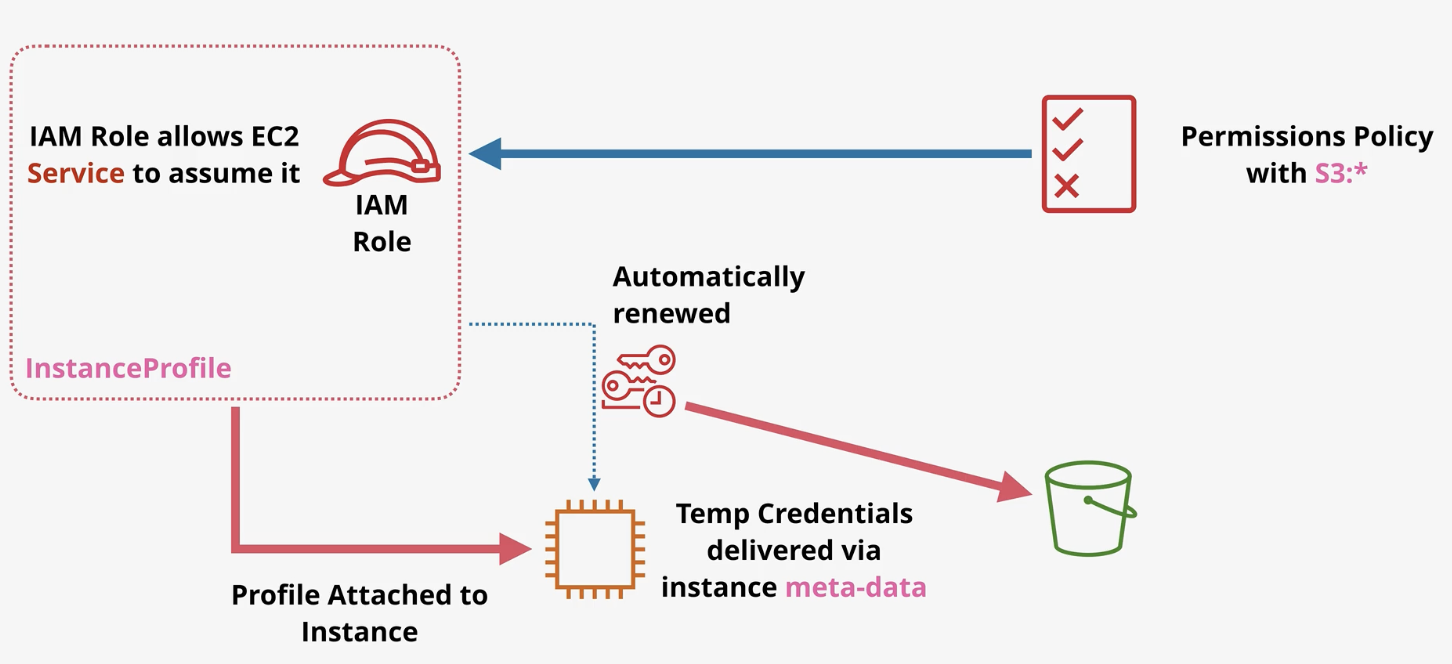 IAM Role allows EC2
Service to assume it
IAM
Role
Permissions Policy
with S3:*
Automatically
renewed
InstanceProfile
Temp Credentials
delivered via
instance meta-data
Profile Attached to
Instance